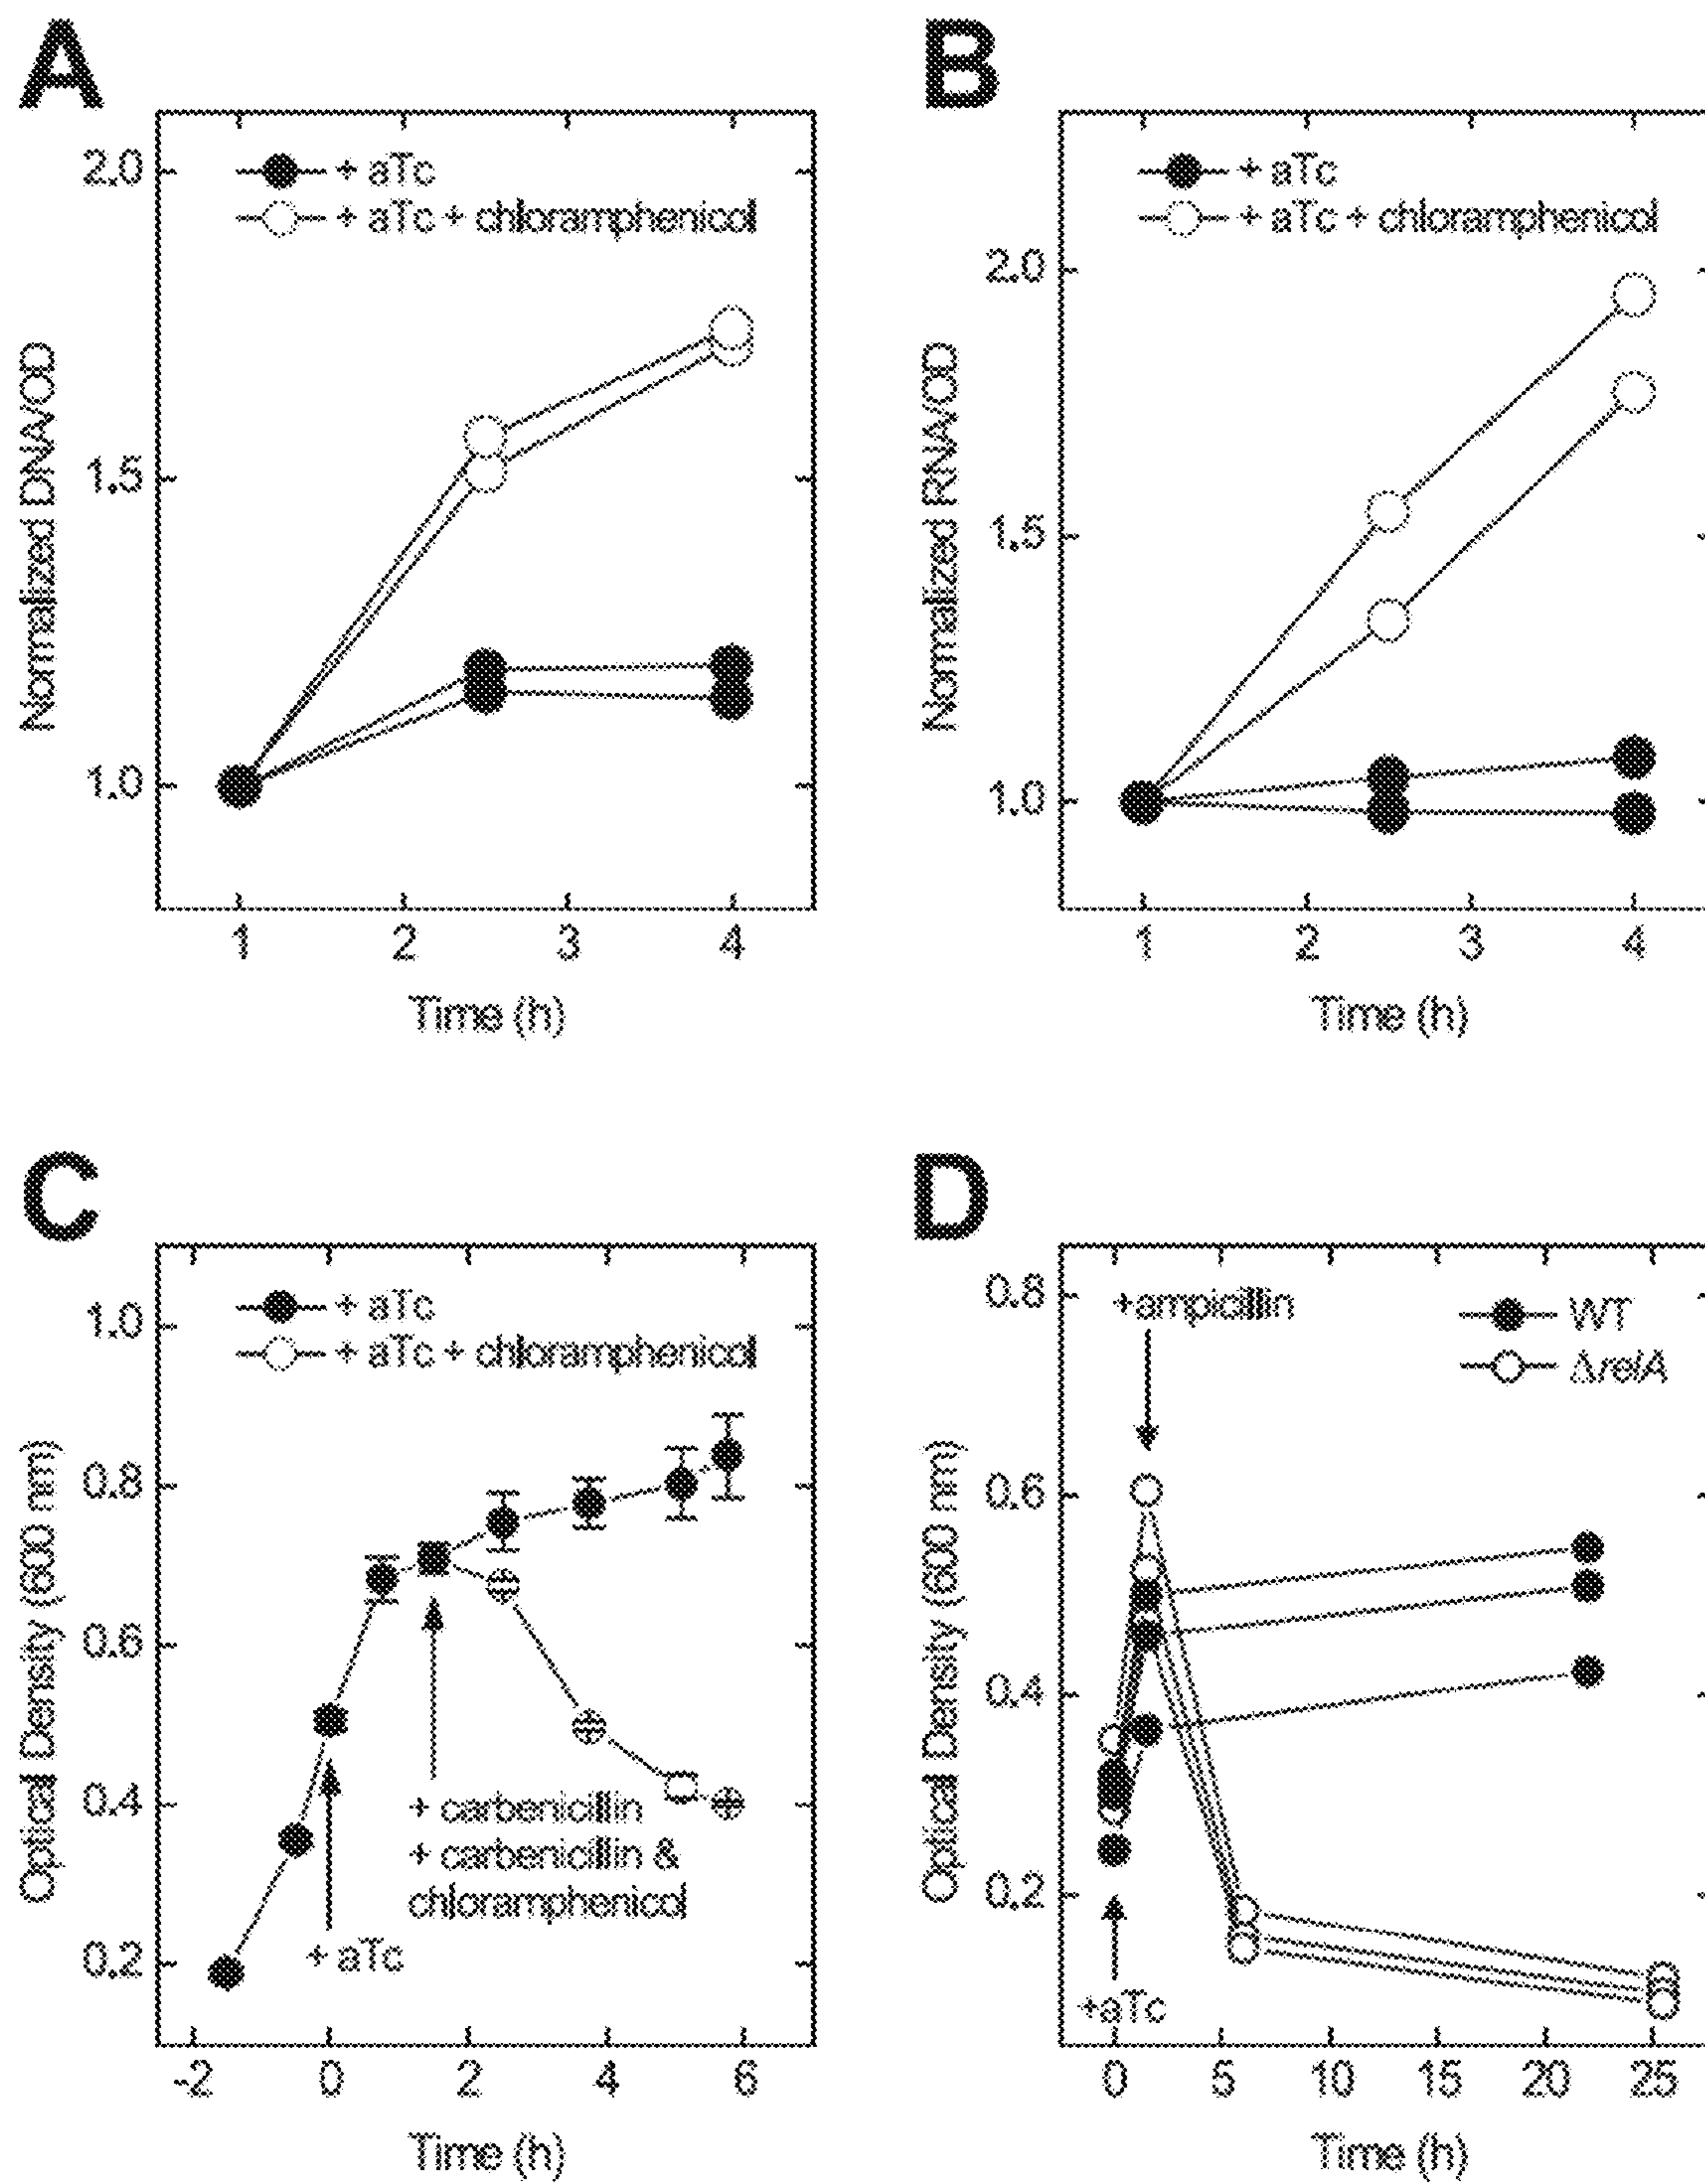 A
2.0
1.5
1.0
+ aTc
+ aTc + chloramphenicol
Normalized DNA/OD
1
2
3
4
Time (h)
B
2.0
1.5
1.0
+ aTc
+ aTc + chloramphenicol
Normalized RNA/OD
1
2
3
4
Time (h)
C
1.0
0.8
0.6
0.4
0.2
+ aTc
+ aTc + chloramphenicol
+ carbenicillin
+ carbenicillin &
chloramphenicol
+ aTc
Optical Density (600 nm)
-2
0
2
4
6
Time (h)
D
0.8
0.6
0.4
0.2
+ampicillin
WT
ΔrelA
+aTc
Optical Density (600 nm)
0
5
10
15
20
25
Time (h)